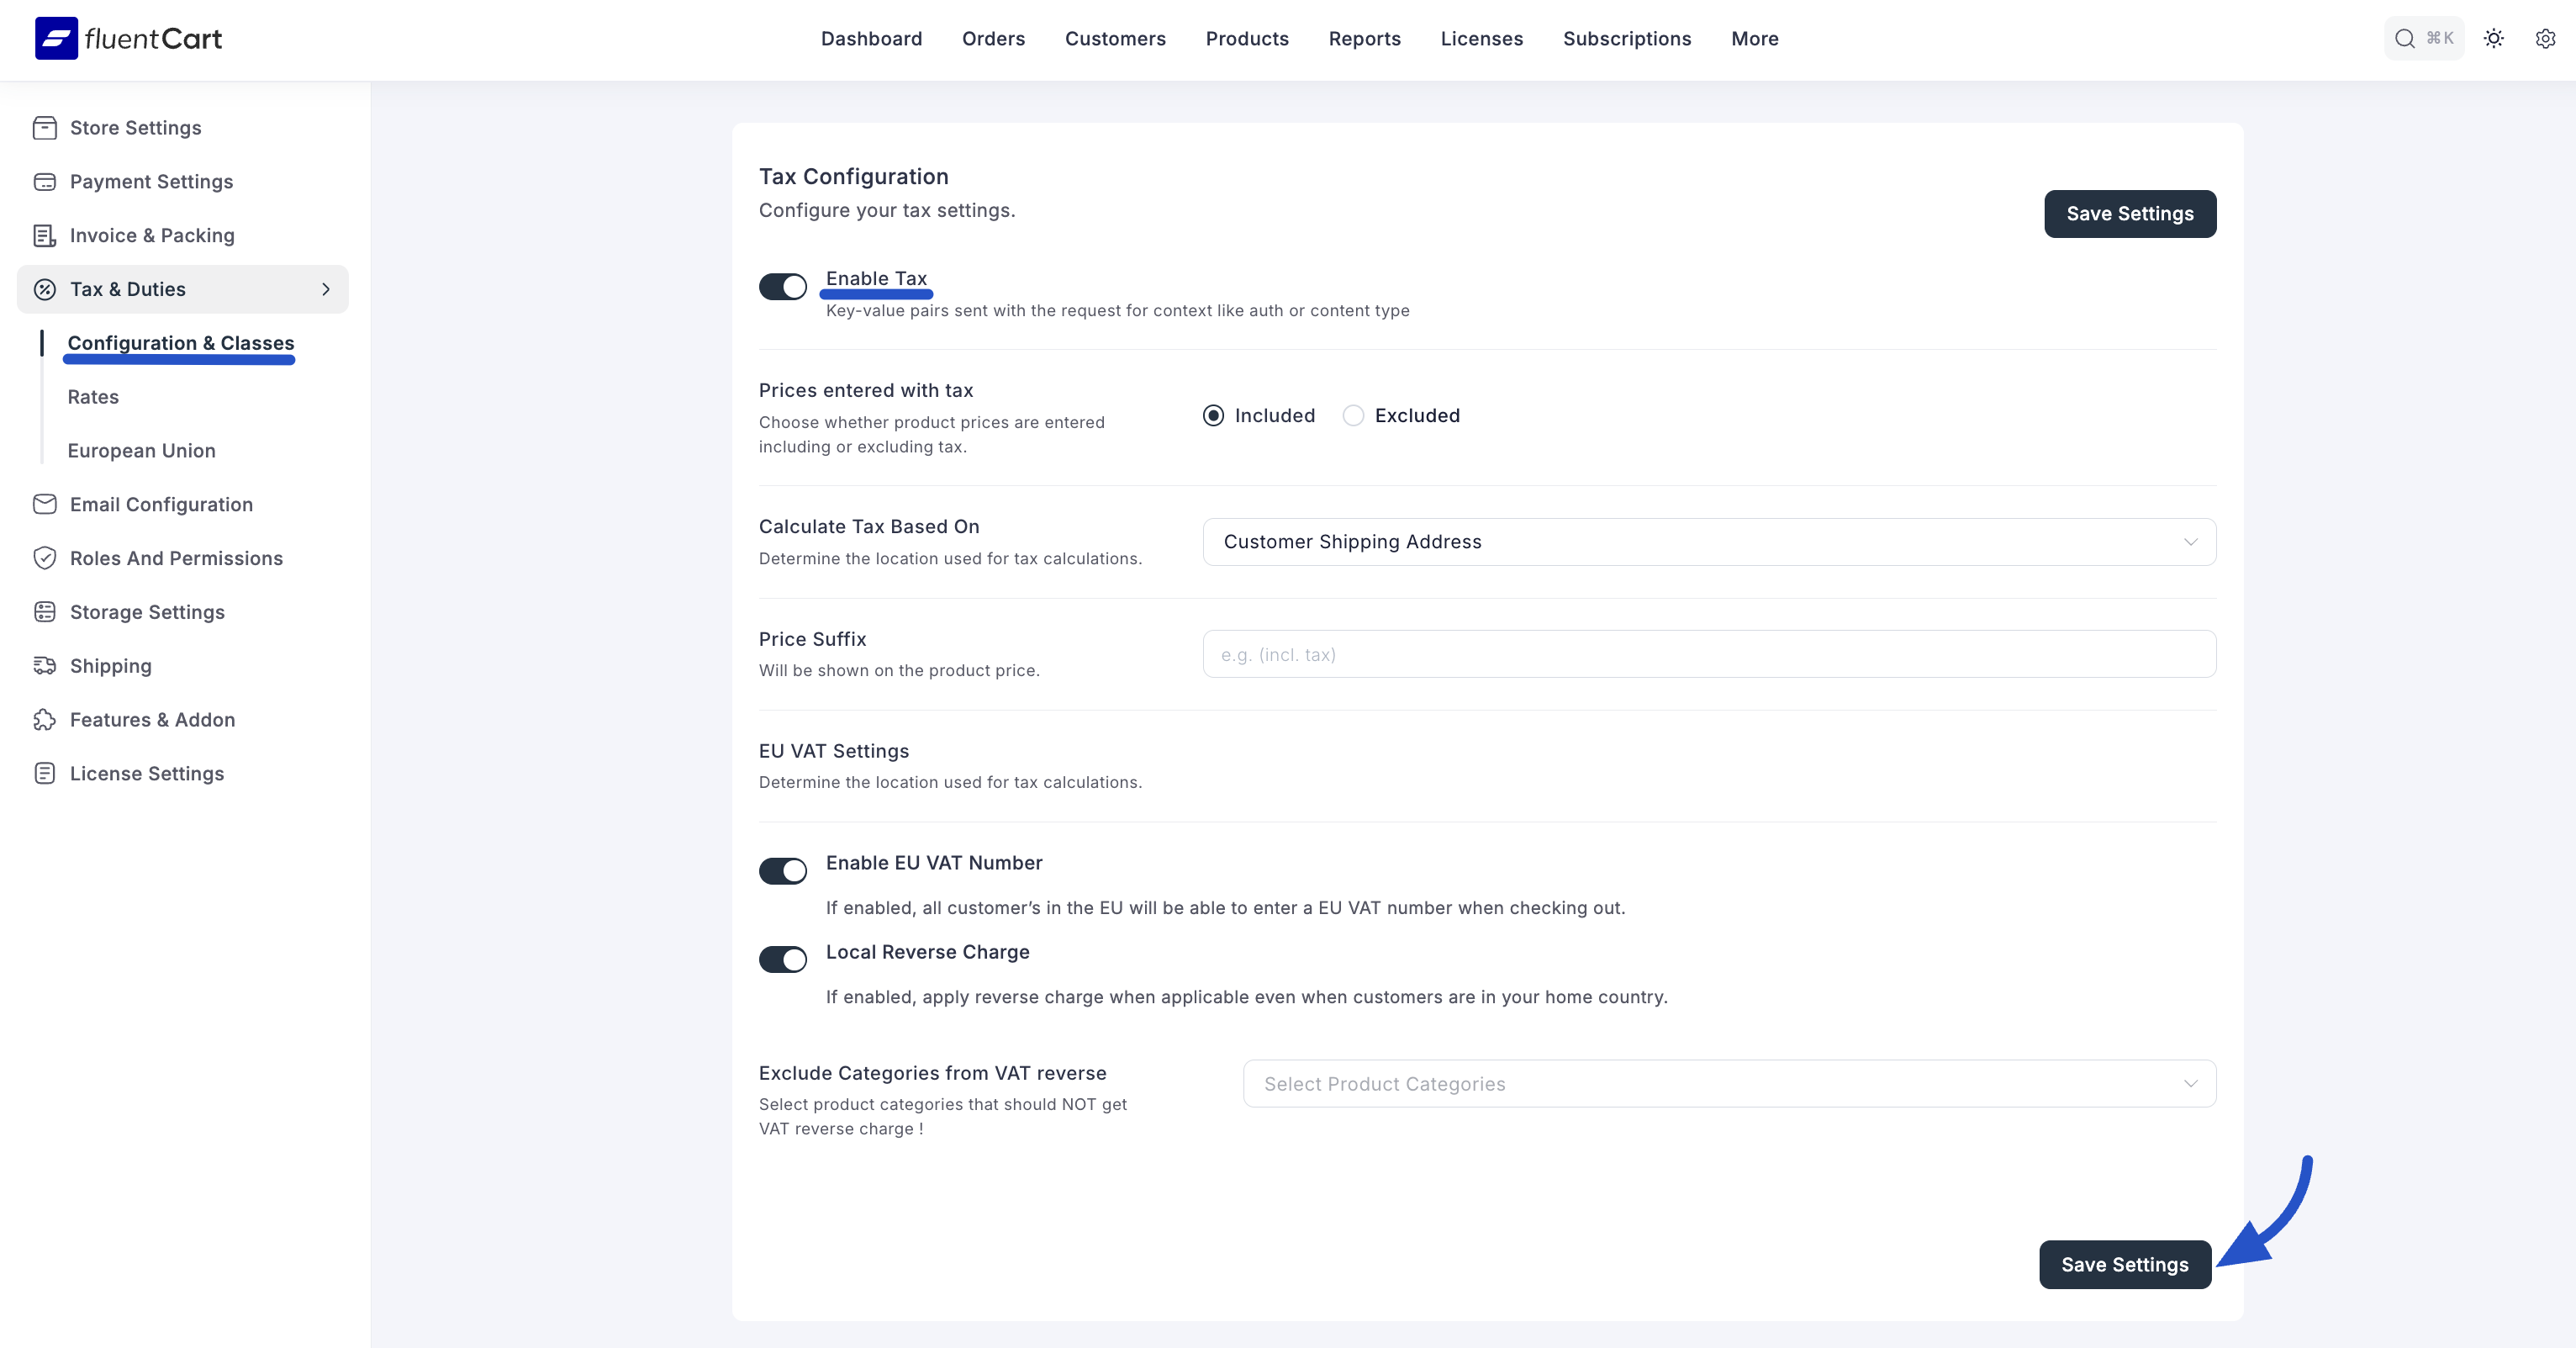 fluentCart
Dashboard Orders Customers Products Reports Licenses Subscriptions More
⌘K
Store Settings
Payment Settings
Invoice & Packing
Tax & Duties
Configuration & Classes
Rates
European Union
Email Configuration
Roles And Permissions
Storage Settings
Shipping
Features & Addon
License Settings
Tax Configuration
Configure your tax settings.
Save Settings
Enable Tax
Key-value pairs sent with the request for context like auth or content type
Prices entered with tax
Choose whether product prices are entered
including or excluding tax.
Included Excluded
Calculate Tax Based On
Determine the location used for tax calculations.
Customer Shipping Address
Price Suffix
Will be shown on the product price.
e.g. (incl. tax)
EU VAT Settings
Determine the location used for tax calculations.
Enable EU VAT Number
If enabled, all customer’s in the EU will be able to enter a EU VAT number when checking out.
Local Reverse Charge
If enabled, apply reverse charge when applicable even when customers are in your home country.
Exclude Categories from VAT reverse
Select product categories that should NOT get
VAT reverse charge !
Select Product Categories
Save Settings